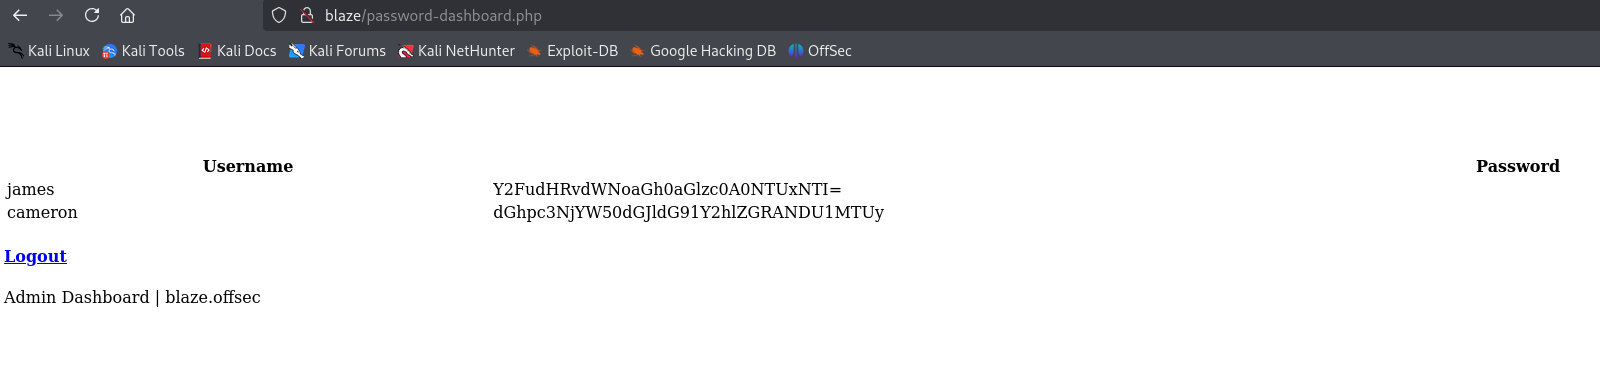 blaze/password-dashboard.php
Kali Linux Kali Tools Kali Docs Kali Forums Kali NetHunter Exploit-DB Google Hacking DB OffSec
Username Password
james Y2FudHRvdWNoaGh0aGlzc0A0NTUxNTI=
cameron dGhpc3NjYW50dGJldG91Y2hlZGRANDU1MTUy
Logout
Admin Dashboard | blaze.offsec